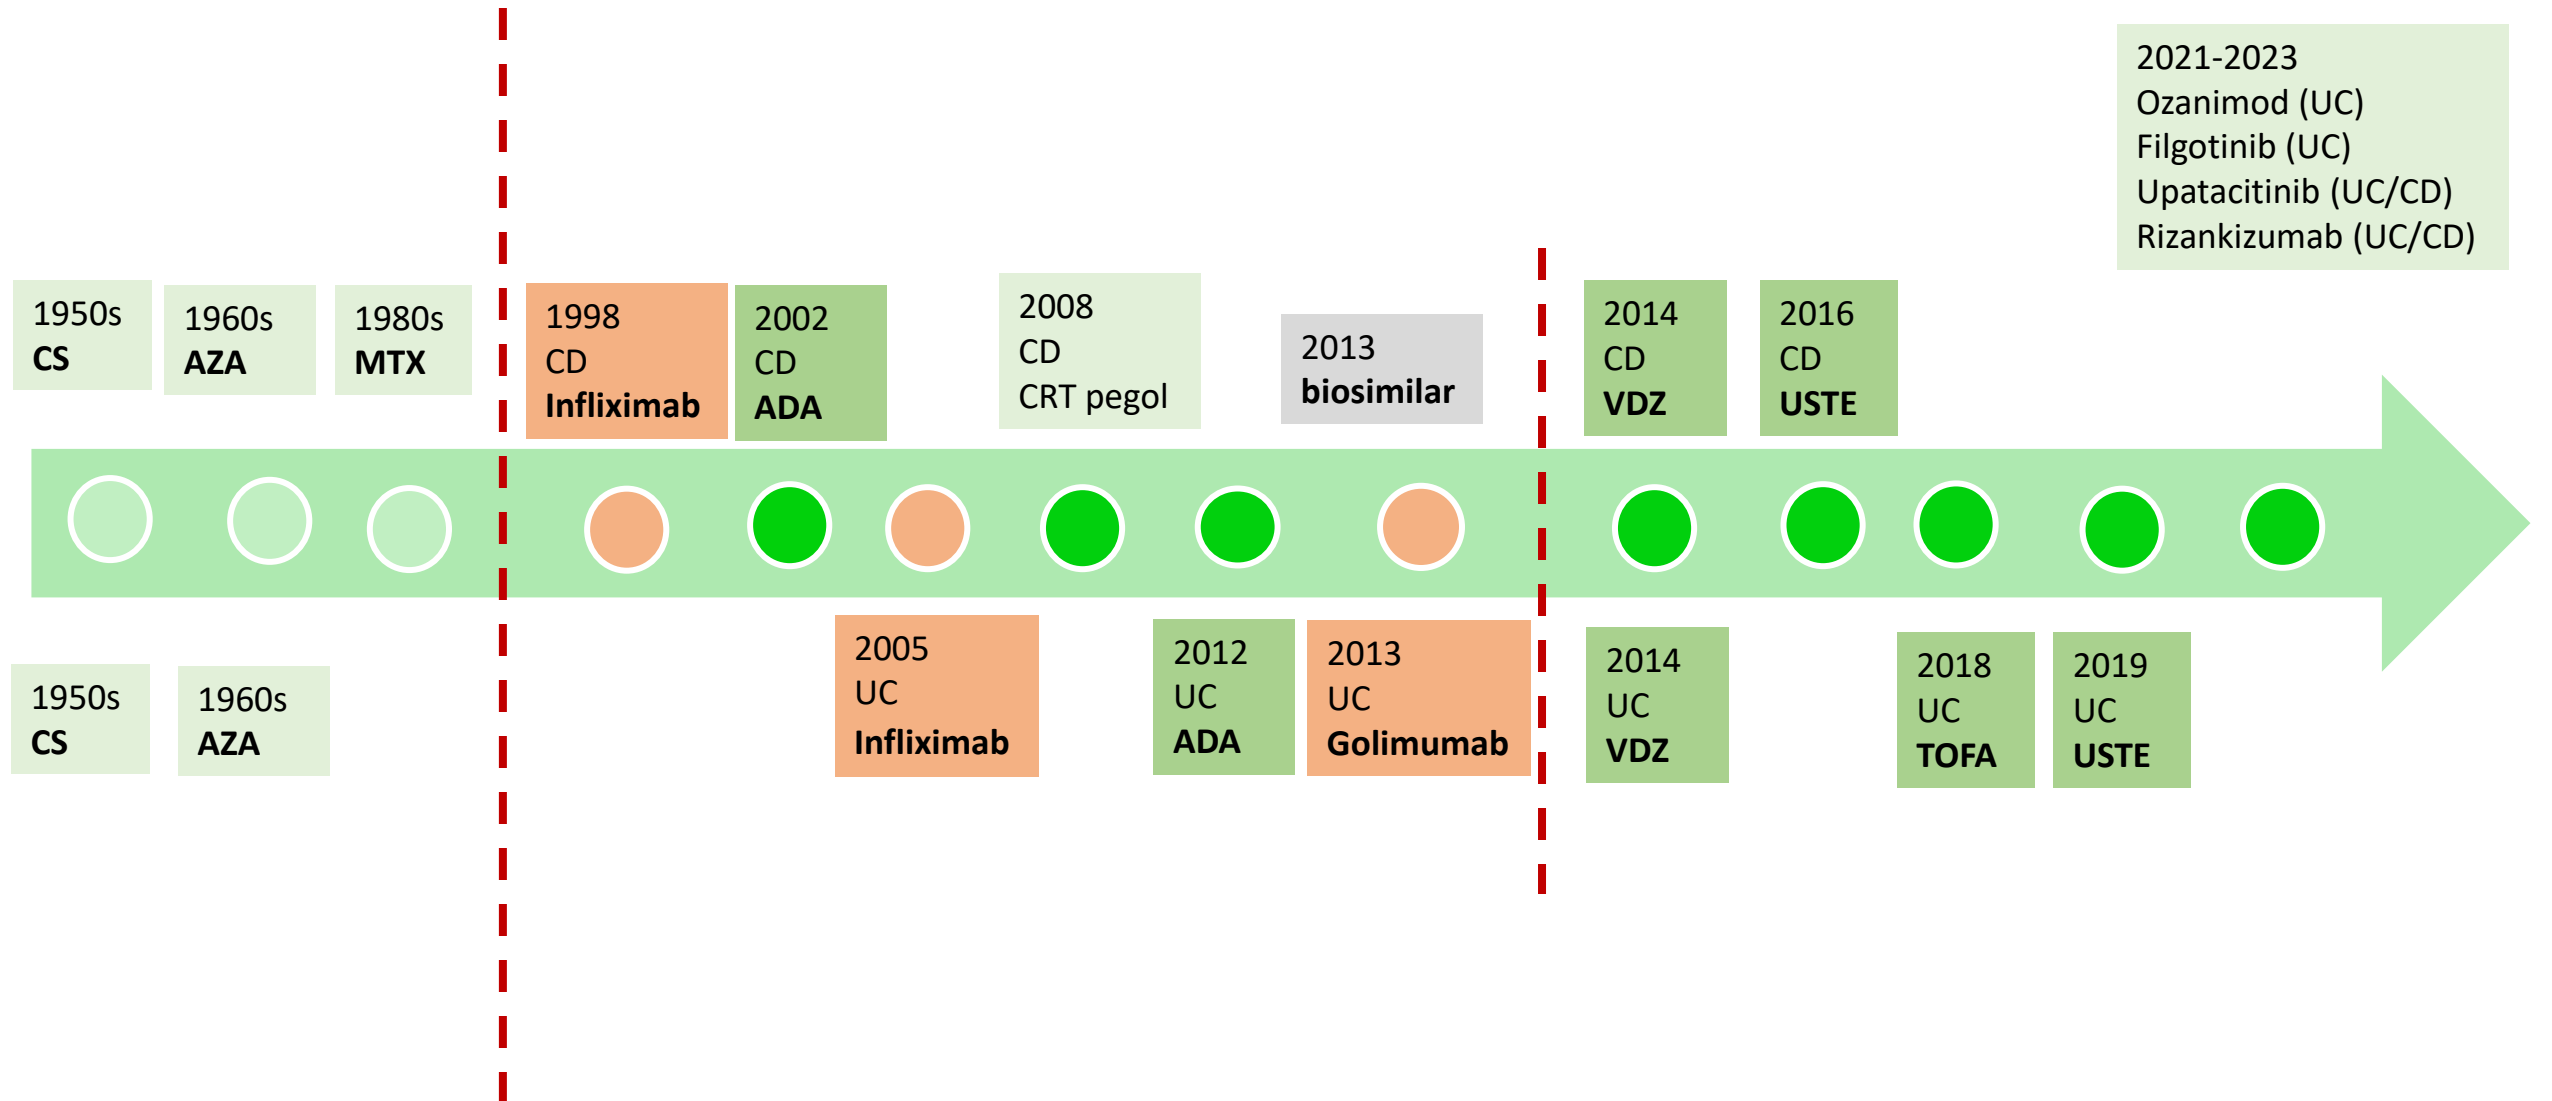 2021-2023
Ozanimod (UC)
Filgotinib (UC)
Upatacitinib (UC/CD)
Rizankizumab (UC/CD)
1950s
CS
1960s
AZA
1980s
MTX
1998
CD
Infliximab
2002
CD
ADA
2008
CD
CRT pegol
2013
biosimilar
2014
CD
VDZ
2016
CD
USTE
1950s
CS
1960s
AZA
2005
UC
Infliximab
2012
UC
ADA
2013
UC
Golimumab
2014
UC
VDZ
2018
UC
TOFA
2019
UC
USTE